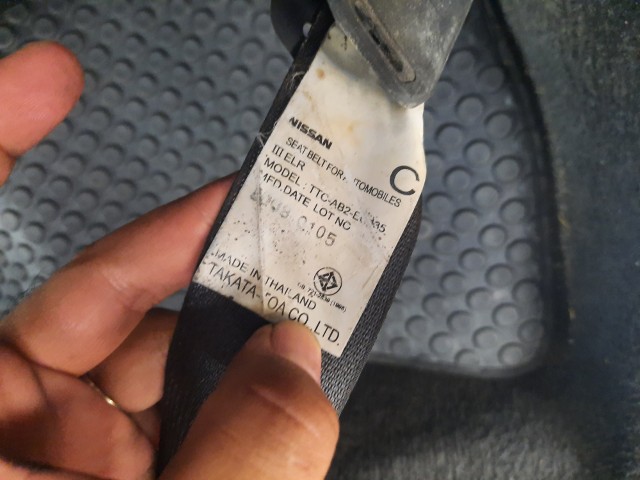 NISSAN
SEAT BELT FOR AUTOMOBILES
III ELR
C
MODEL : TTC-AB2-
MFD.DATE LOT NO
0105
MADE IN THAILAND
TAKATA-TOA CO.,LTD.